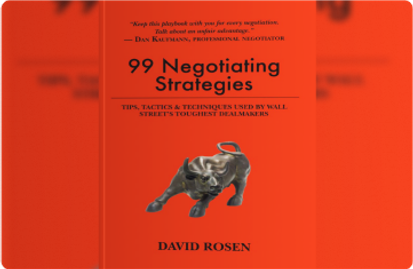 "Keep this playbook with you for every negotiation.
Talk about an unfair advantage."
— DAN KAUFMANN, PROFESSIONAL NEGOTIATOR
99 Negotiating
Strategies
TIPS, TACTICS & TECHNIQUES USED BY WALL
STREET'S TOUGHEST DEALMAKERS
DAVID ROSEN